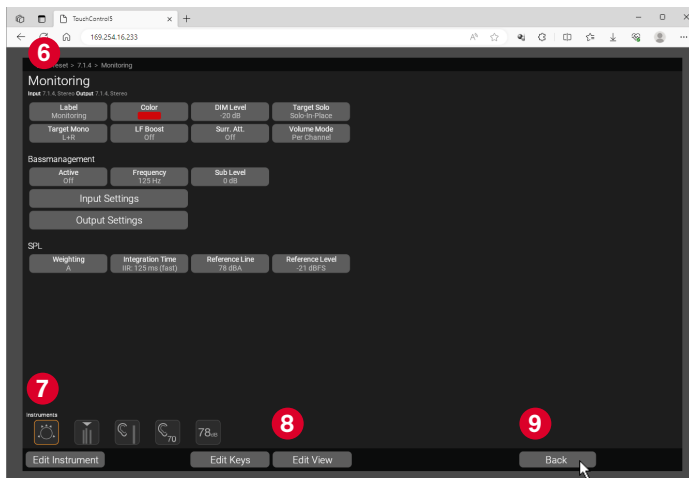 TouchControl5
169.254.16.233
6
eset > 7.1.4 > Monitoring
Monitoring
Input 7.1.4, Stereo Output 7.1.4, Stereo
Label
Monitoring
Color
DIM Level
-20 dB
Target Solo
Solo-In-Place
Target Mono
L+R
LF Boost
Off
Surr. Att.
Off
Volume Mode
Per Channel
Bassmanagement
Active
Off
Frequency
125 Hz
Sub Level
0 dB
Input Settings
Output Settings
SPL
Weighting
A
Integration Time
IIR: 125 ms (fast)
Reference Line
78 dBA
Reference Level
-21 dBFS
7
Instruments
70
78dB
8
9
Edit Instrument
Edit Keys
Edit View
Back